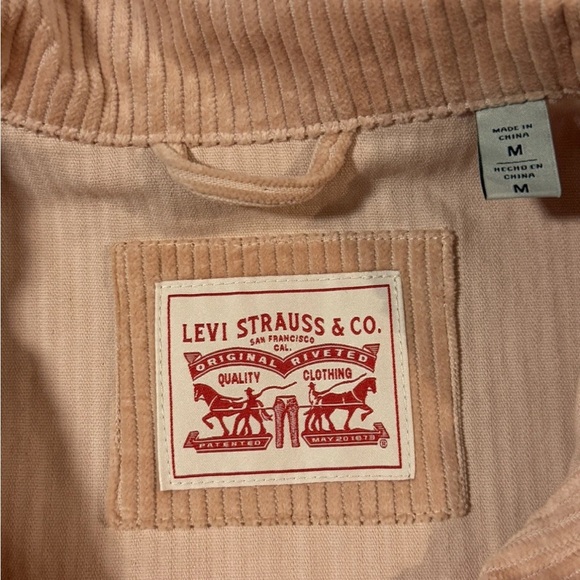 MADE IN
CHINA
M
HECHO EN
CHINA
M
LEVI STRAUSS & CO.
SAN FRANCISCO
CAL.
ORIGINAL RIVETED
QUALITY CLOTHING
PATENTED MAY 20 1873
®